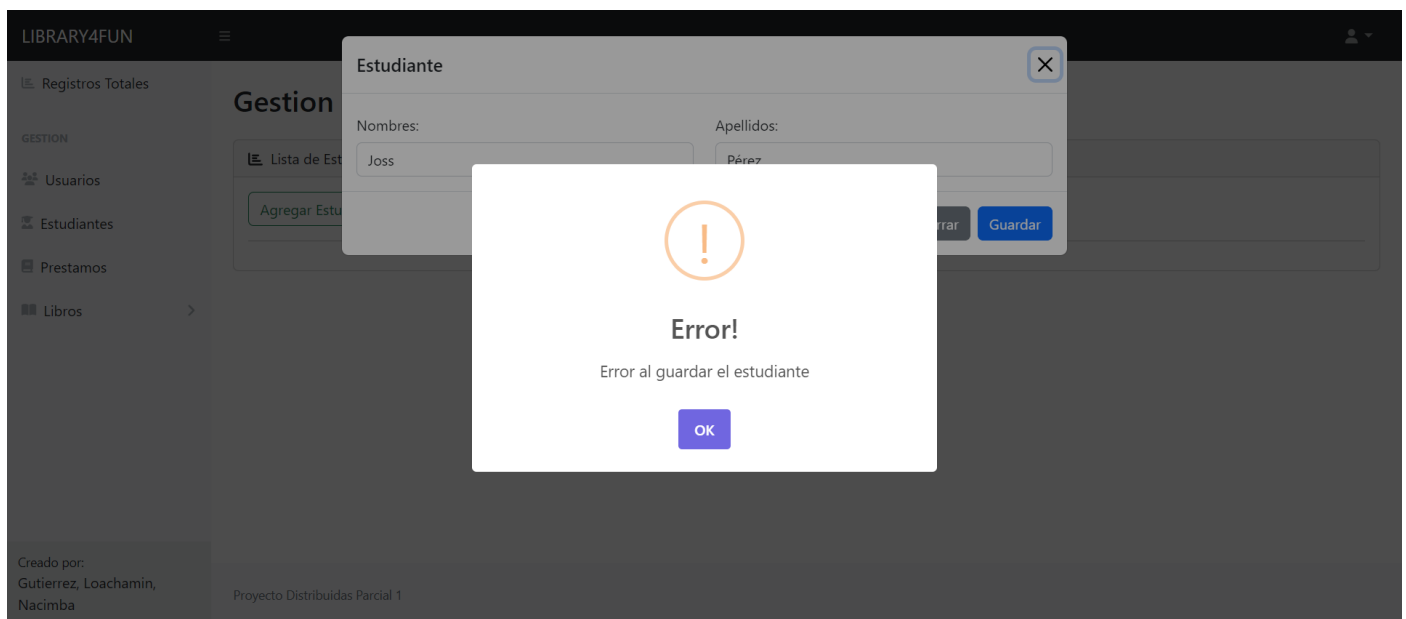 LIBRARY4FUN
Registros Totales
GESTION
Usuarios
Estudiantes
Prestamos
Libros
Creado por:
Gutierrez, Loachamin,
Nacimba
Gestion
Lista de Est
Agregar Estu
Estudiante
Nombres:
Apellidos:
Joss
Pérez
rrar
Guardar
!
Error!
Error al guardar el estudiante
OK
Proyecto Distribuidas Parcial 1